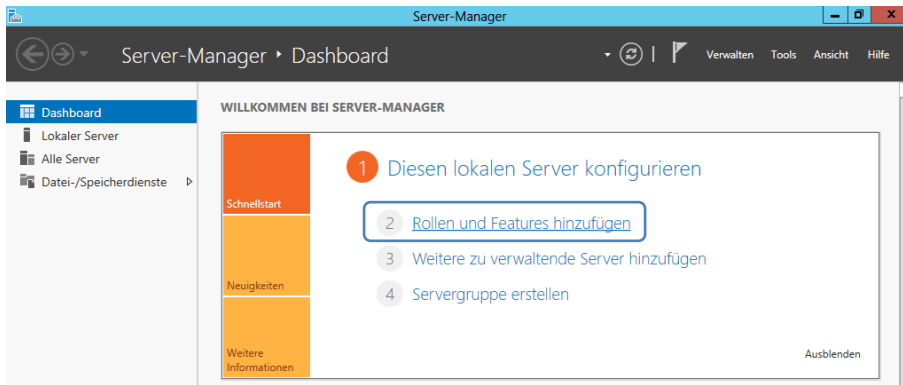 Server-Manager
Server-Manager ‣ Dashboard
Verwalten Tools Ansicht Hilfe
Dashboard
Lokaler Server
Alle Server
Datei-/Speicherdienste
WILLKOMMEN BEI SERVER-MANAGER
Schnellstart
Neuigkeiten
Weitere
Informationen
1 Diesen lokalen Server konfigurieren
2 Rollen und Features hinzufügen
3 Weitere zu verwaltende Server hinzufügen
4 Servergruppe erstellen
Ausblenden